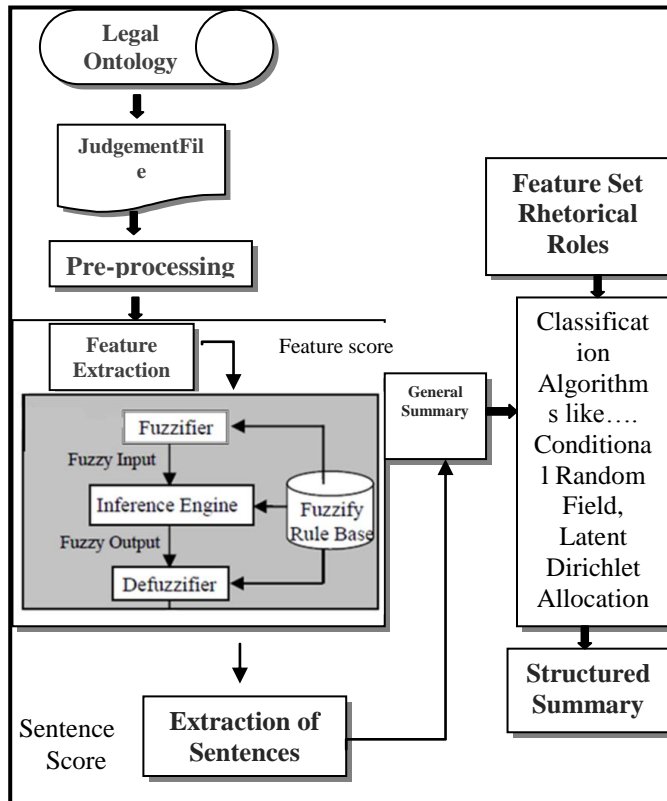 Legal
Ontology
JudgementFil
e
Pre-processing
Feature
Extraction
Feature score
Fuzzifier
Fuzzy Input
Inference Engine
Fuzzify
Rule Base
Fuzzy Output
Defuzzifier
Sentence
Score
Extraction of
Sentences
General
Summary
Feature Set
Rhetorical
Roles
Classificat
ion
Algorithm
s like….
Conditiona
l Random
Field,
Latent
Dirichlet
Allocation
Structured
Summary